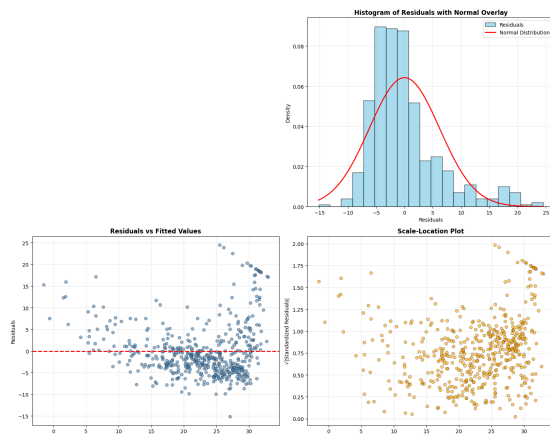 Histogram of Residuals with Normal Overlay
Residuals
Normal Distribution
Density
0.08
0.06
0.04
0.02
0.00
-15 -10 -5 0 5 10 15 20 25
Residuals
Residuals vs Fitted Values
Residuals
25
20
15
10
5
0
-5
-10
-15
0 5 10 15 20 25 30
Scale-Location Plot
√|Standardized Residuals|
2.00
1.75
1.50
1.25
1.00
0.75
0.50
0.25
0.00
0 5 10 15 20 25 30